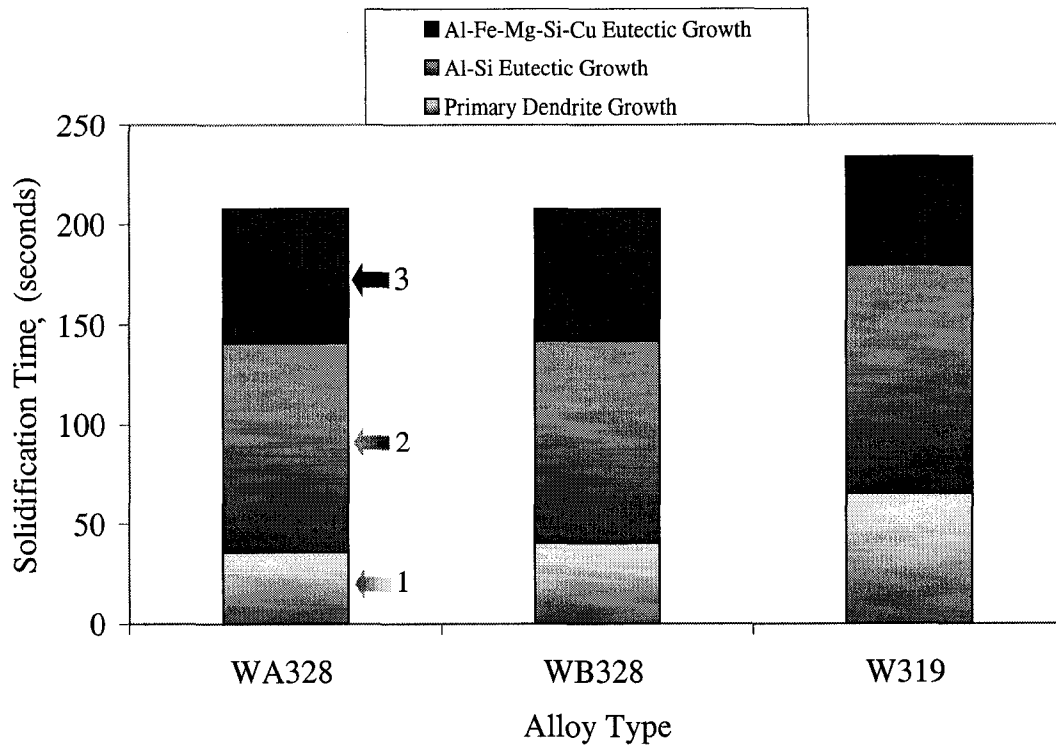 Al-Fe-Mg-Si-Cu Eutectic Growth
Al-Si Eutectic Growth
Primary Dendrite Growth
250
200
150
100
50
0
Solidification Time, (seconds)
3
2
1
WA328
WB328
W319
Alloy Type